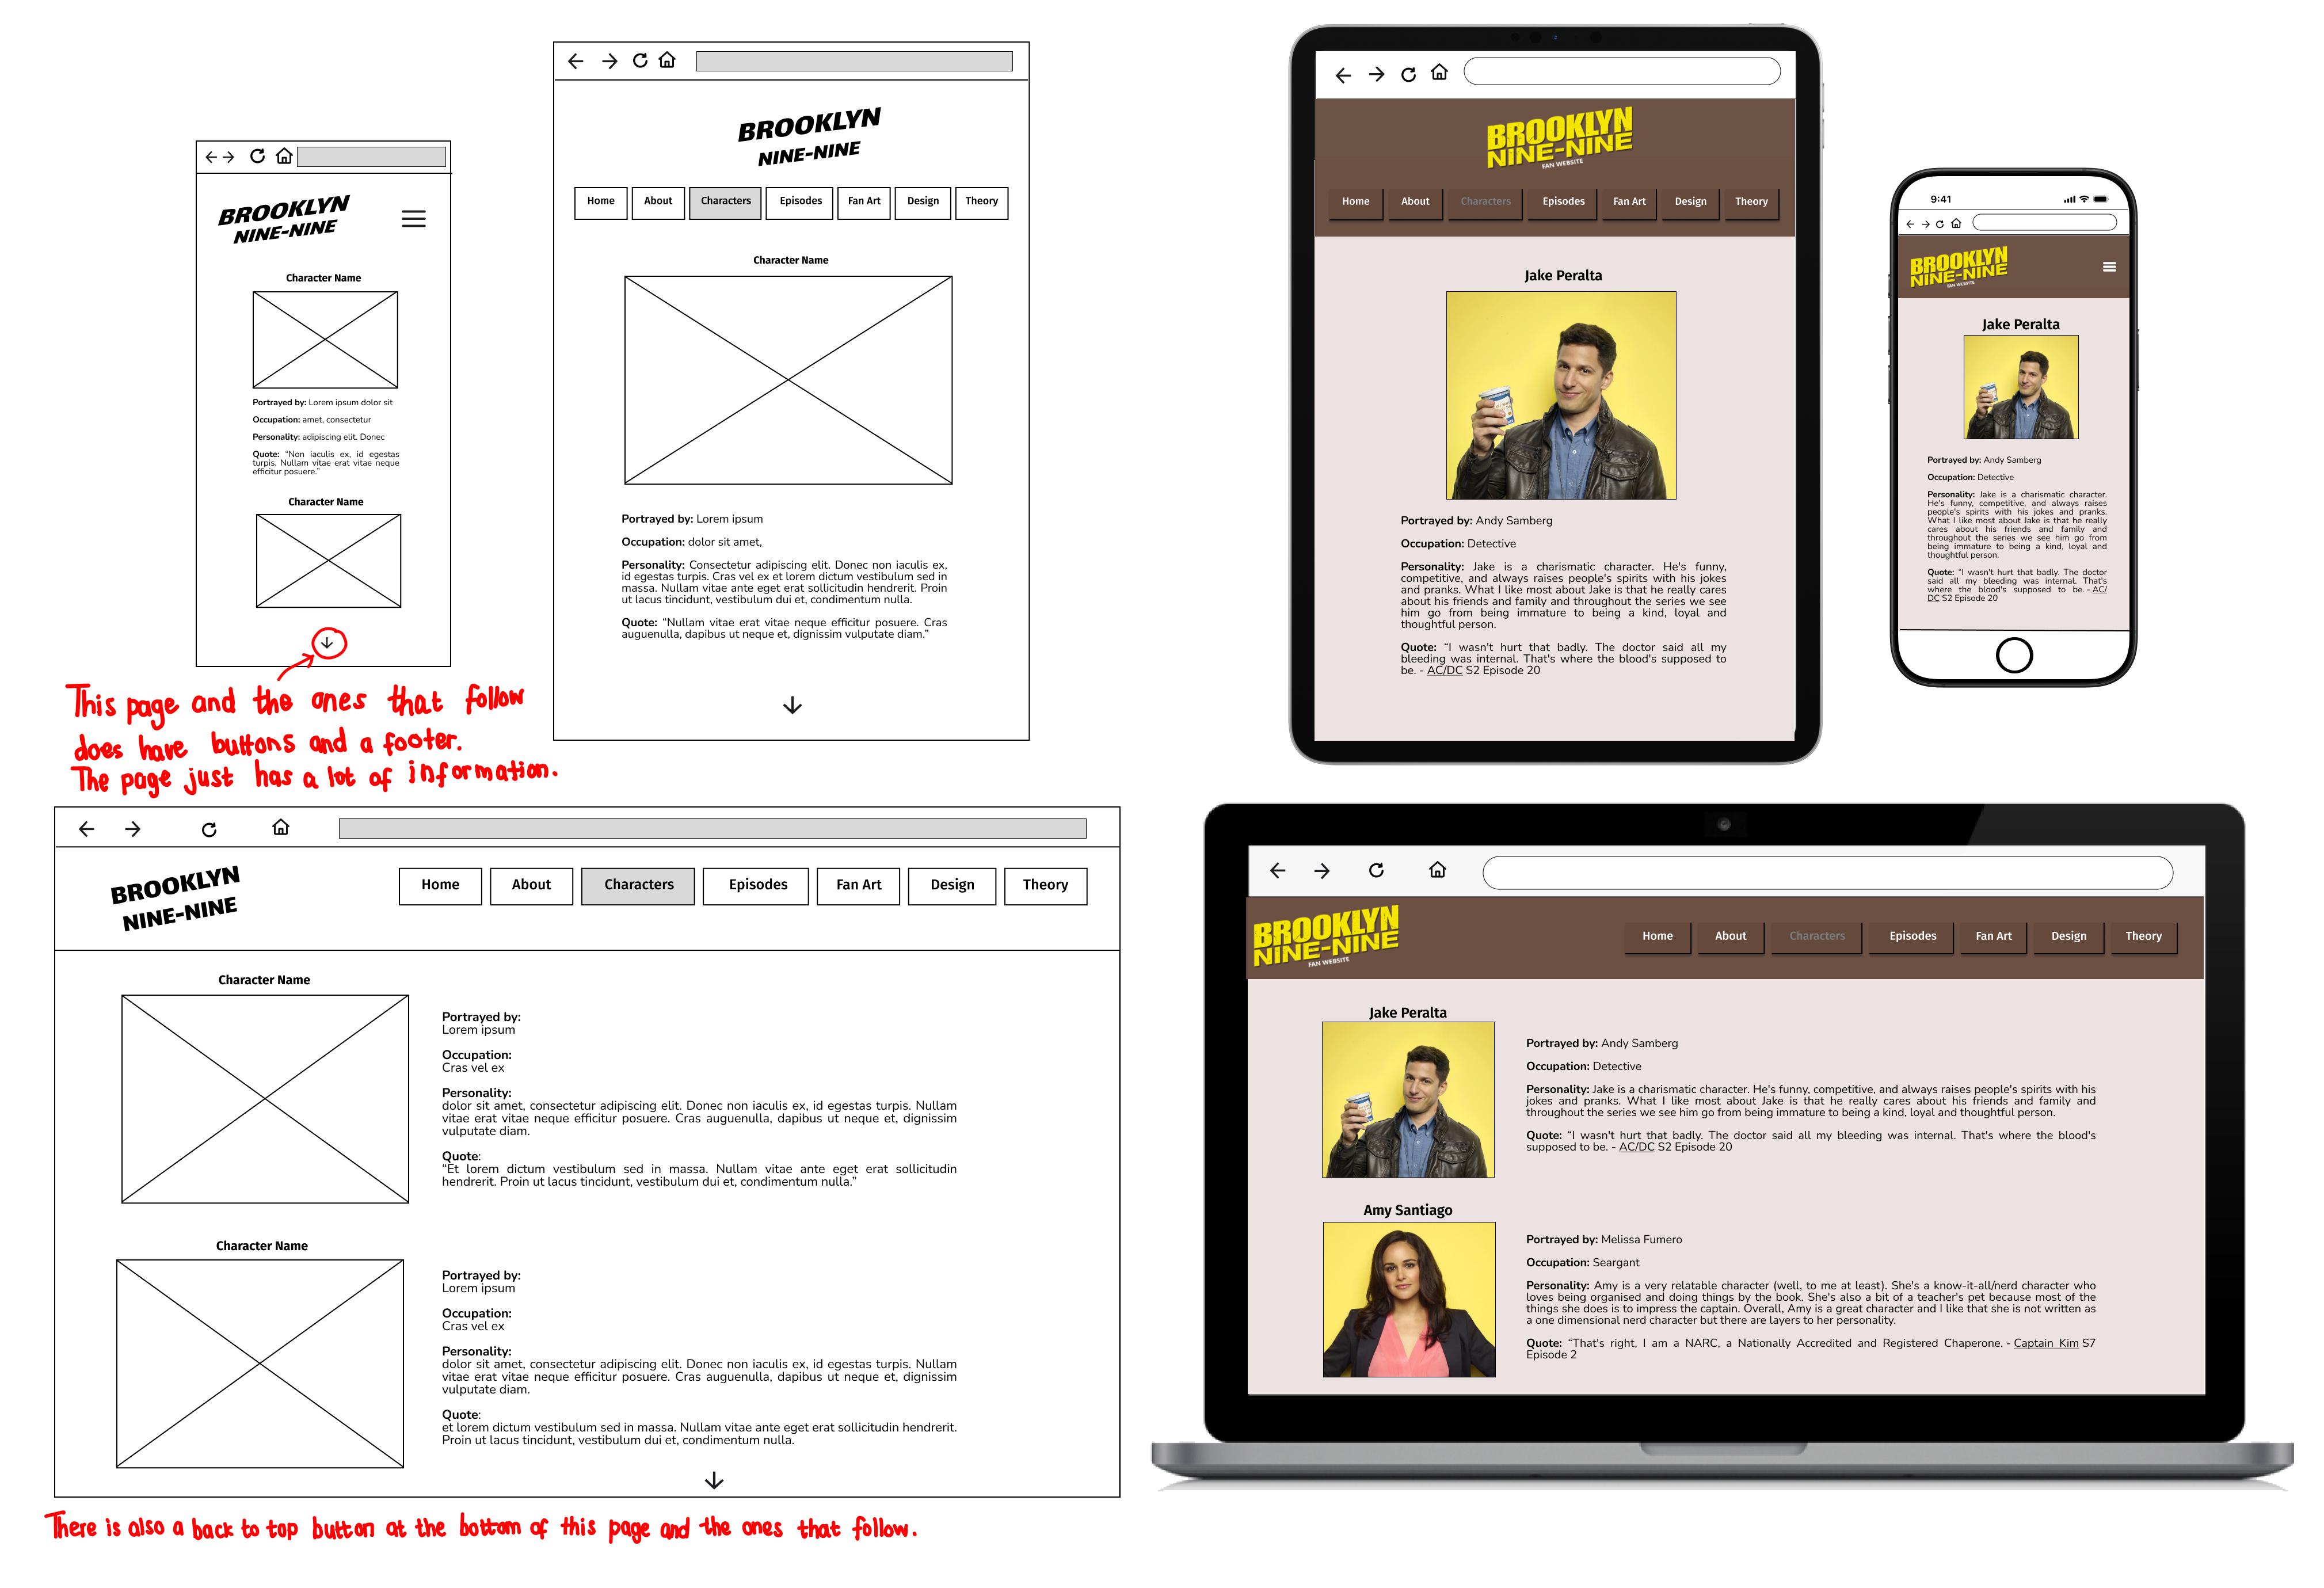 BROOKLYN
NINE-NINE
Character Name
Portrayed by: Lorem ipsum dolor sit
Occupation: amet, consectetur
Personality: adipiscing elit. Donec
Quote: “Non iaculis ex, id egestas
turpis. Nullam vitae erat vitae neque
efficitur posuere.”
Character Name
This page and the ones that follow
does have buttons and a footer.
The page just has a lot of information.
BROOKLYN
NINE-NINE
Home About Characters Episodes Fan Art Design Theory
Character Name
Portrayed by: Lorem ipsum
Occupation: dolor sit amet,
Personality: Consectetur adipiscing elit. Donec non iaculis ex,
id egestas turpis. Cras vel ex et lorem dictum vestibulum sed in
massa. Nullam vitae ante eget erat sollicitudin hendrerit. Proin
ut lacus tincidunt, vestibulum dui et, condimentum nulla.
Quote: “Nullam vitae erat vitae neque efficitur posuere. Cras
auguenulla, dapibus ut neque et, dignissim vulputate diam.”
BROOKLYN
NINE-NINE
FAN WEBSITE
Home About Characters Episodes Fan Art Design Theory
Jake Peralta
Portrayed by: Andy Samberg
Occupation: Detective
Personality: Jake is a charismatic character. He's funny,
competitive, and always raises people's spirits with his jokes
and pranks. What I like most about Jake is that he really cares
about his friends and family and throughout the series we see
him go from being immature to being a kind, loyal and
thoughtful person.
Quote: “I wasn't hurt that badly. The doctor said all my
bleeding was internal. That's where the blood's supposed to
be. - AC/DC S2 Episode 20
9:41
BROOKLYN
NINE-NINE
FAN WEBSITE
Jake Peralta
Portrayed by: Andy Samberg
Occupation: Detective
Personality: Jake is a charismatic character.
He's funny, competitive, and always raises
people's spirits with his jokes and pranks.
What I like most about Jake is that he really
cares about his friends and family and
throughout the series we see him go from
being immature to being a kind, loyal and
thoughtful person.
Quote: “I wasn't hurt that badly. The doctor
said all my bleeding was internal. That's
where the blood's supposed to be. - AC/
DC S2 Episode 20
BROOKLYN
NINE-NINE
Home About Characters Episodes Fan Art Design Theory
Character Name
Portrayed by:
Lorem ipsum
Occupation:
Cras vel ex
Personality:
dolor sit amet, consectetur adipiscing elit. Donec non iaculis ex, id egestas turpis. Nullam
vitae erat vitae neque efficitur posuere. Cras auguenulla, dapibus ut neque et, dignissim
vulputate diam.
Quote:
“Et lorem dictum vestibulum sed in massa. Nullam vitae ante eget erat sollicitudin
hendrerit. Proin ut lacus tincidunt, vestibulum dui et, condimentum nulla.”
Character Name
Portrayed by:
Lorem ipsum
Occupation:
Cras vel ex
Personality:
dolor sit amet, consectetur adipiscing elit. Donec non iaculis ex, id egestas turpis. Nullam
vitae erat vitae neque efficitur posuere. Cras auguenulla, dapibus ut neque et, dignissim
vulputate diam.
Quote:
et lorem dictum vestibulum sed in massa. Nullam vitae ante eget erat sollicitudin hendrerit.
Proin ut lacus tincidunt, vestibulum dui et, condimentum nulla.
There is also a back to top button at the bottom of this page and the ones that follow.
BROOKLYN
NINE-NINE
FAN WEBSITE
Home About Characters Episodes Fan Art Design Theory
Jake Peralta
Portrayed by: Andy Samberg
Occupation: Detective
Personality: Jake is a charismatic character. He's funny, competitive, and always raises people's spirits with his
jokes and pranks. What I like most about Jake is that he really cares about his friends and family and
throughout the series we see him go from being immature to being a kind, loyal and thoughtful person.
Quote: “I wasn't hurt that badly. The doctor said all my bleeding was internal. That's where the blood's
supposed to be. - AC/DC S2 Episode 20
Amy Santiago
Portrayed by: Melissa Fumero
Occupation: Seargant
Personality: Amy is a very relatable character (well, to me at least). She's a know-it-all/nerd character who
loves being organised and doing things by the book. She's also a bit of a teacher's pet because most of the
things she does is to impress the captain. Overall, Amy is a great character and I like that she is not written as
a one dimensional nerd character but there are layers to her personality.
Quote: “That's right, I am a NARC, a Nationally Accredited and Registered Chaperone. - Captain Kim S7
Episode 2